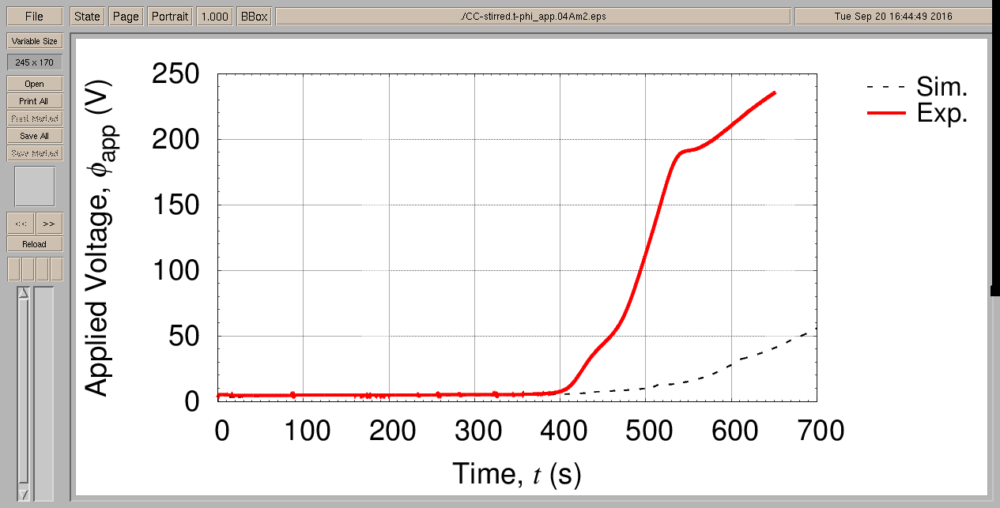 File
State
Page
Portrait
1.000
BBox
./CC-stirred.t-phi_app.04Am2.eps
Tue Sep 20 16:44:49 2016
Variable Size
245 x 170
Open
Print All
Print Marked
Save All
Save Marked
<< >>
Reload
250
200
150
100
50
0
0 100 200 300 400 500 600 700
Applied Voltage, ϕapp (V)
Time, t (s)
Sim.
Exp.